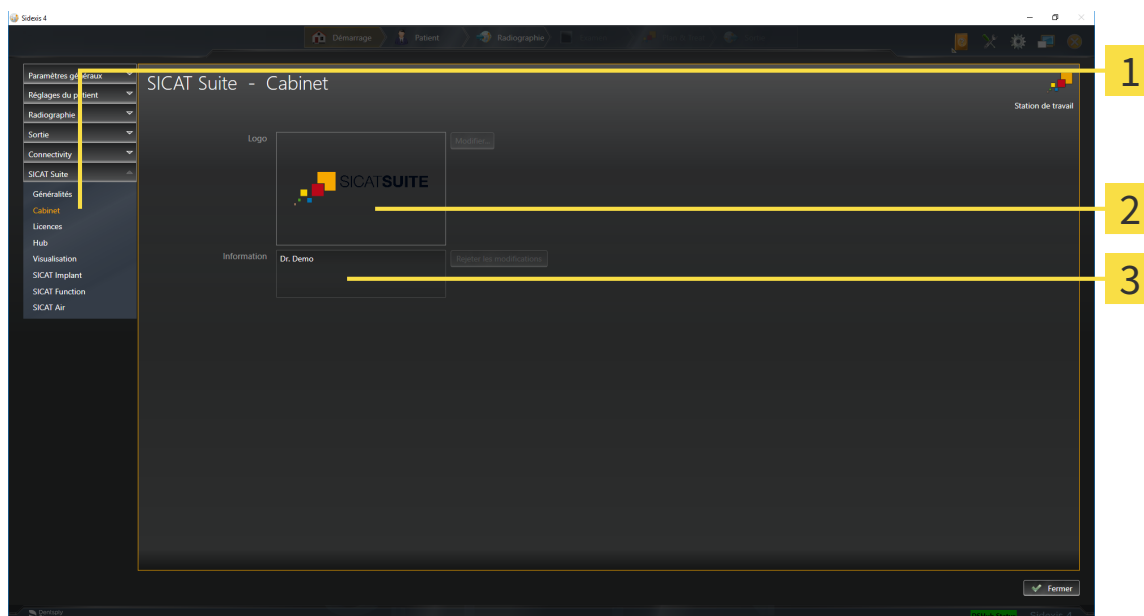 Sidexis 4
Démarrage
Patient
Radiographie
Paramètres généraux
Réglages du patient
Radiographie
Sortie
Connectivity
SICAT Suite
Généralités
Cabinet
Licences
Hub
Visualisation
SICAT Implant
SICAT Function
SICAT Air
SICAT Suite - Cabinet
Station de travail
Logo
SICATSUITE
Modifier...
Information
Dr. Demo
Rejeter les modifications
1
2
3
Fermer
Dentsply
Sidexis 4